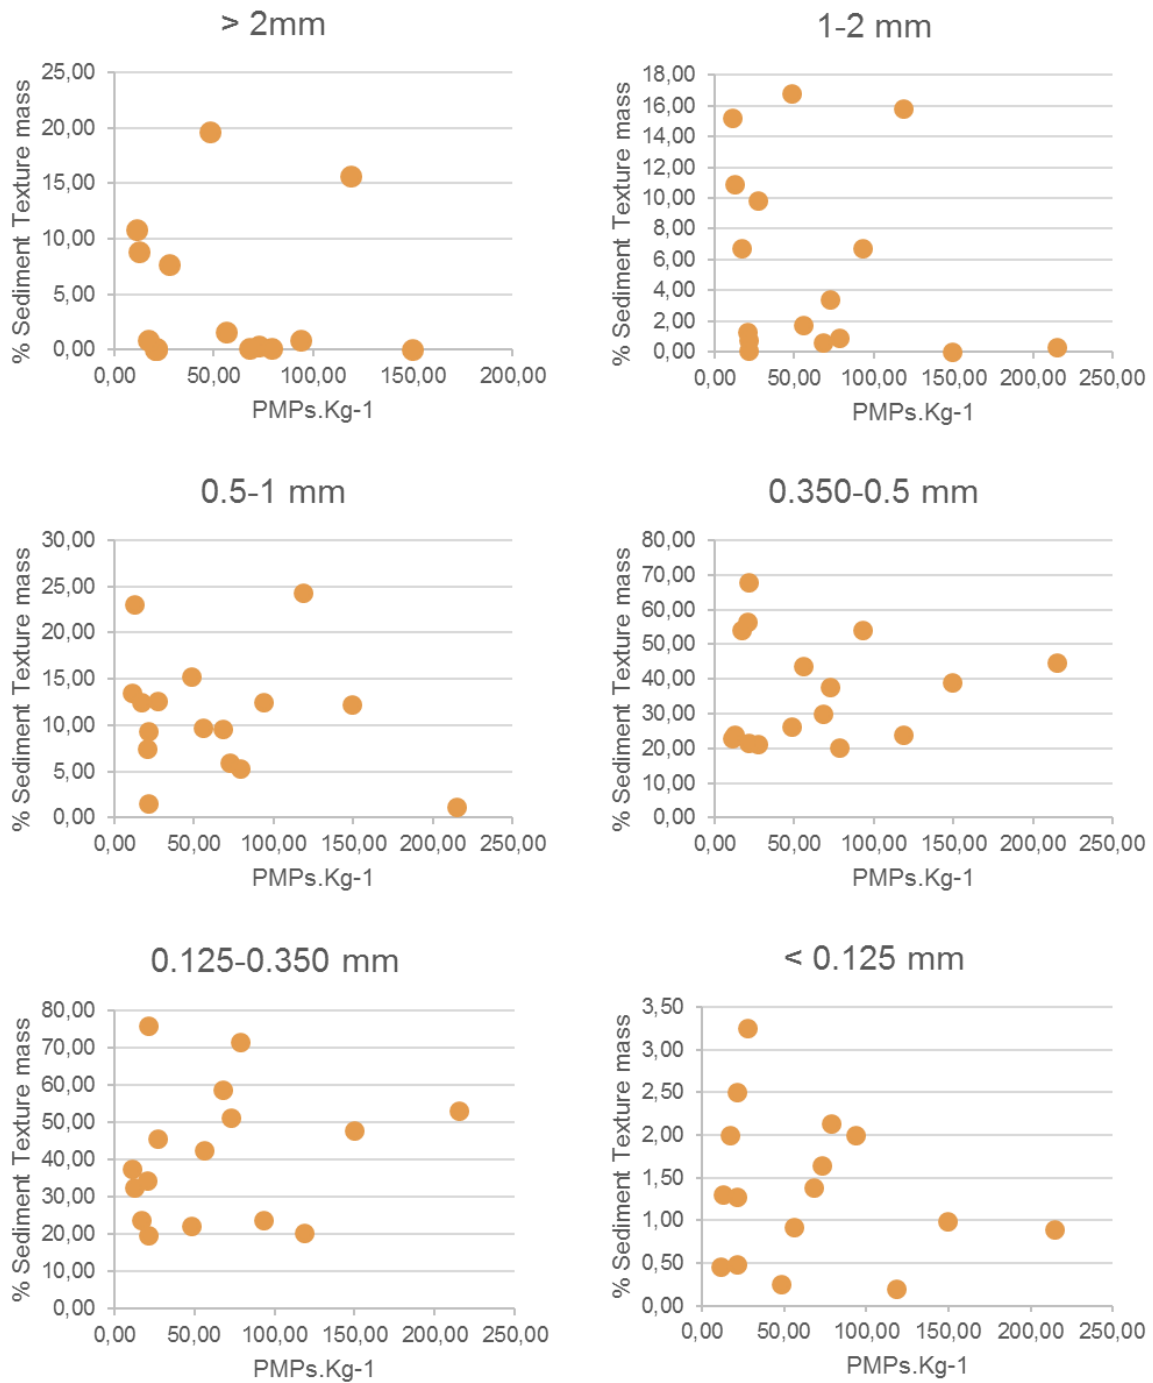 > 2mm
% Sediment Texture mass
25,00
20,00
15,00
10,00
5,00
0,00
0,00 50,00 100,00 150,00 200,00
PMPs.Kg-1
1-2 mm
% Sediment Texture mass
18,00
16,00
14,00
12,00
10,00
8,00
6,00
4,00
2,00
0,00
0,00 50,00 100,00 150,00 200,00 250,00
PMPs.Kg-1
0.5-1 mm
% Sediment Texture mass
30,00
25,00
20,00
15,00
10,00
5,00
0,00
0,00 50,00 100,00 150,00 200,00 250,00
PMPs.Kg-1
0.350-0.5 mm
% Sediment Texture mass
80,00
70,00
60,00
50,00
40,00
30,00
20,00
10,00
0,00
0,00 50,00 100,00 150,00 200,00 250,00
PMPs.Kg-1
0.125-0.350 mm
% Sediment Texture mass
80,00
70,00
60,00
50,00
40,00
30,00
20,00
10,00
0,00
0,00 50,00 100,00 150,00 200,00 250,00
PMPs.Kg-1
< 0.125 mm
% Sediment Texture mass
3,50
3,00
2,50
2,00
1,50
1,00
0,50
0,00
0,00 50,00 100,00 150,00 200,00 250,00
PMPs.Kg-1